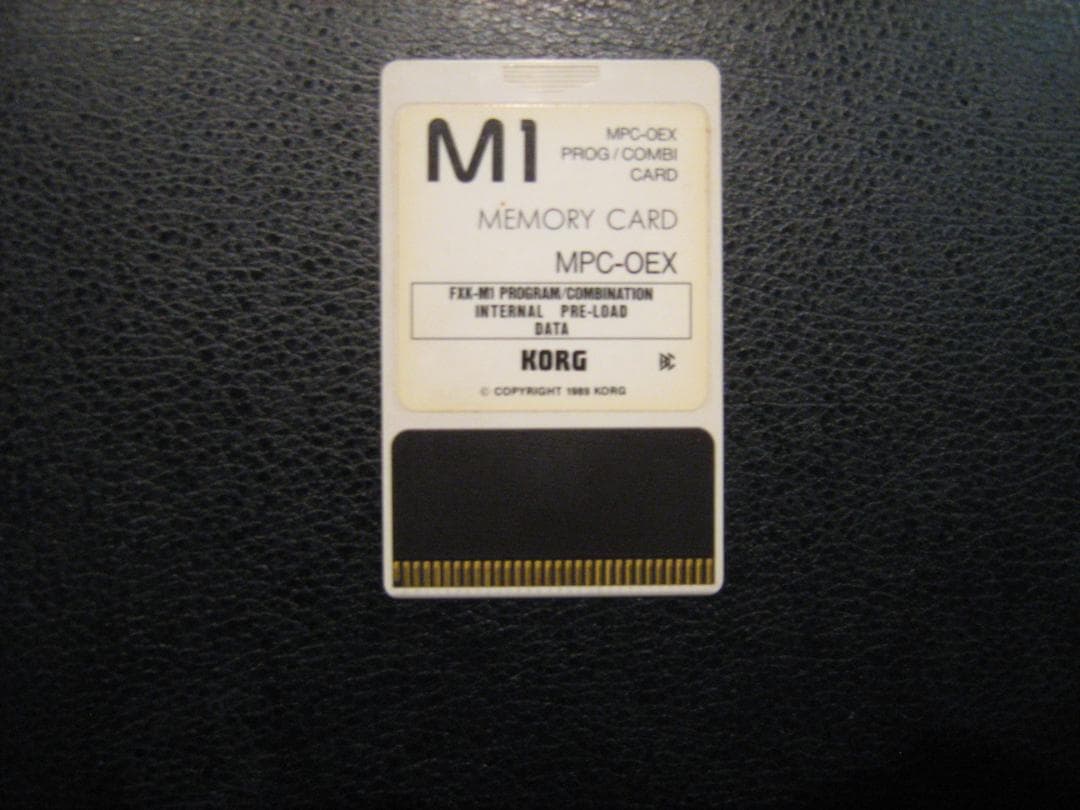 M1
MPC-OEX
PROG / COMBI
CARD
MEMORY CARD
MPC-OEX
FXK-M1 PROGRAM/COMBINATION
INTERNAL PRE-LOAD
DATA
KORG
© COPYRIGHT 1989 KORG